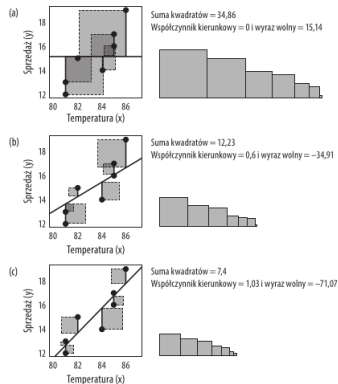 (a)
Sprzedaż (y)
18
16
14
12
80 82 84 86
Temperatura (x)
Suma kwadratów = 34,86
Współczynnik kierunkowy = 0 i wyraz wolny = 15,14
(b)
Sprzedaż (y)
18
16
14
12
80 82 84 86
Temperatura (x)
Suma kwadratów = 12,23
Współczynnik kierunkowy = 0,6 i wyraz wolny = −34,91
(c)
Sprzedaż (y)
18
16
14
12
80 82 84 86
Temperatura (x)
Suma kwadratów = 7,4
Współczynnik kierunkowy = 1,03 i wyraz wolny = −71,07